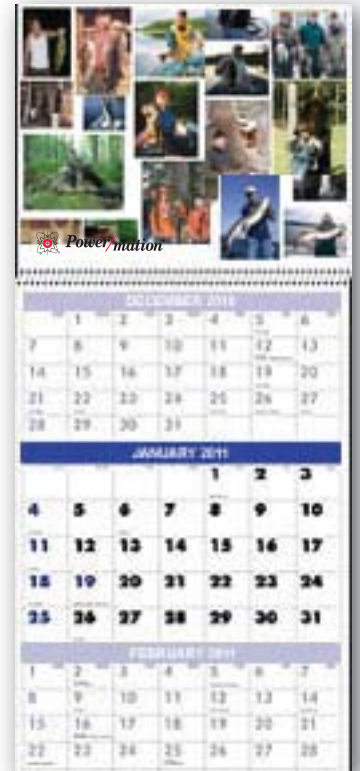 Power/mation
DECEMBER 2010
1 2 3 4 5 6
7 8 9 10 11 12 13
14 15 16 17 18 19 20
21 22 23 24 25 26 27
28 29 30 31
JANUARY 2011
1 2 3
4 5 6 7 8 9 10
11 12 13 14 15 16 17
18 19 20 21 22 23 24
25 26 27 28 29 30 31
FEBRUARY 2011
1 2 3 4 5 6 7
8 9 10 11 12 13 14
15 16 17 18 19 20 21
22 23 24 25 26 27 28